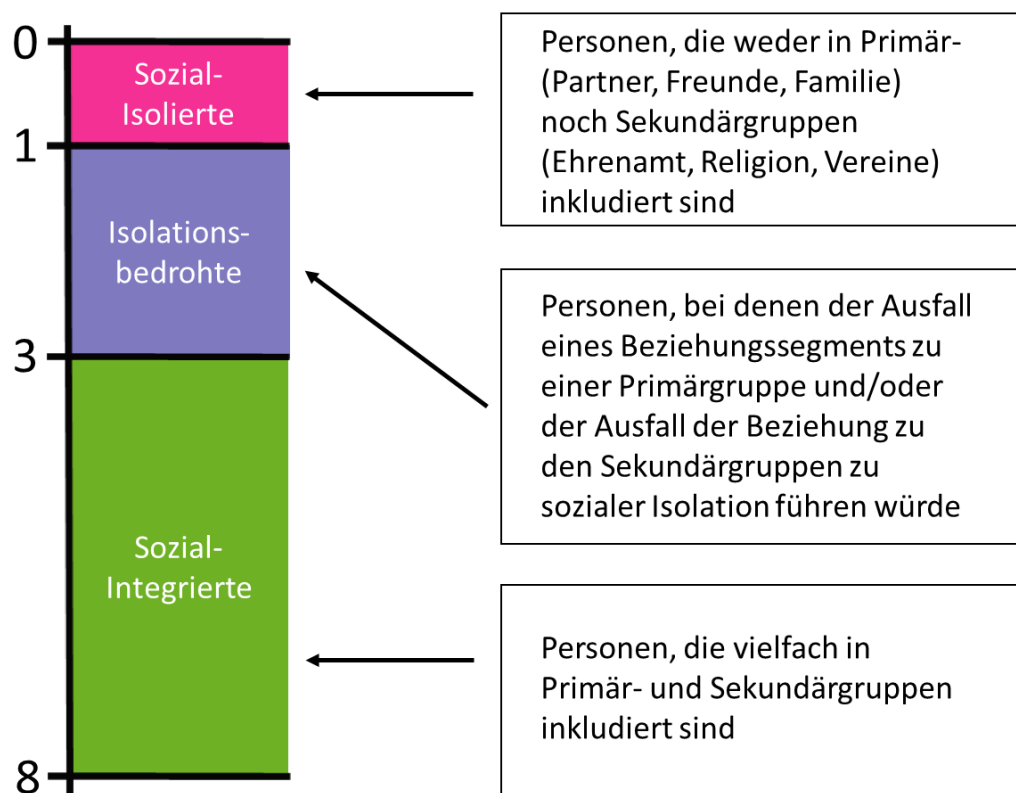 0
Sozial-
Isolierte
1
Isolations-
bedrohte
3
Sozial-
Integrierte
8
Personen, die weder in Primär-
(Partner, Freunde, Familie)
noch Sekundärgruppen
(Ehrenamt, Religion, Vereine)
inkludiert sind
Personen, bei denen der Ausfall
eines Beziehungssegments zu
einer Primärgruppe und/oder
der Ausfall der Beziehung zu
den Sekundärgruppen zu
sozialer Isolation führen würde
Personen, die vielfach in
Primär- und Sekundärgruppen
inkludiert sind